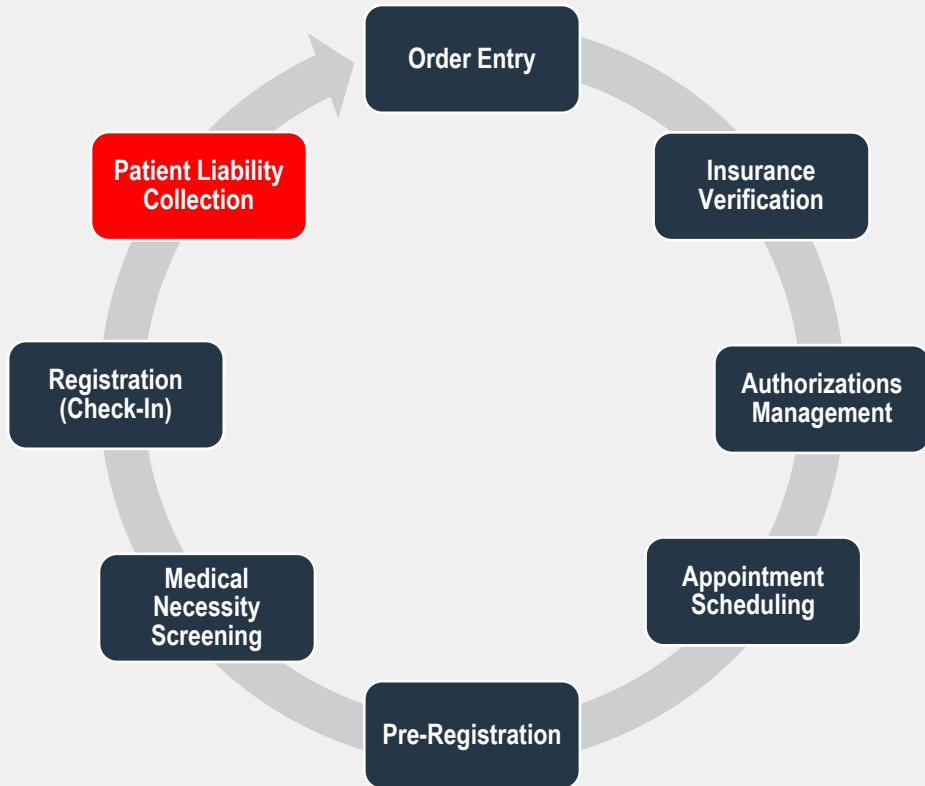 Order Entry
Insurance
Verification
Authorizations
Management
Appointment
Scheduling
Pre-Registration
Medical
Necessity
Screening
Registration
(Check-In)
Patient Liability
Collection